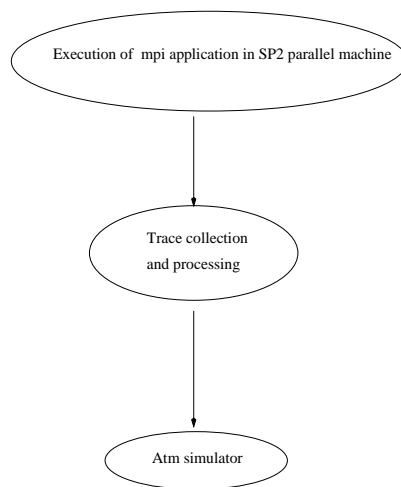 Execution of mpi application in SP2 parallel machine
Trace collection
and processing
Atm simulator